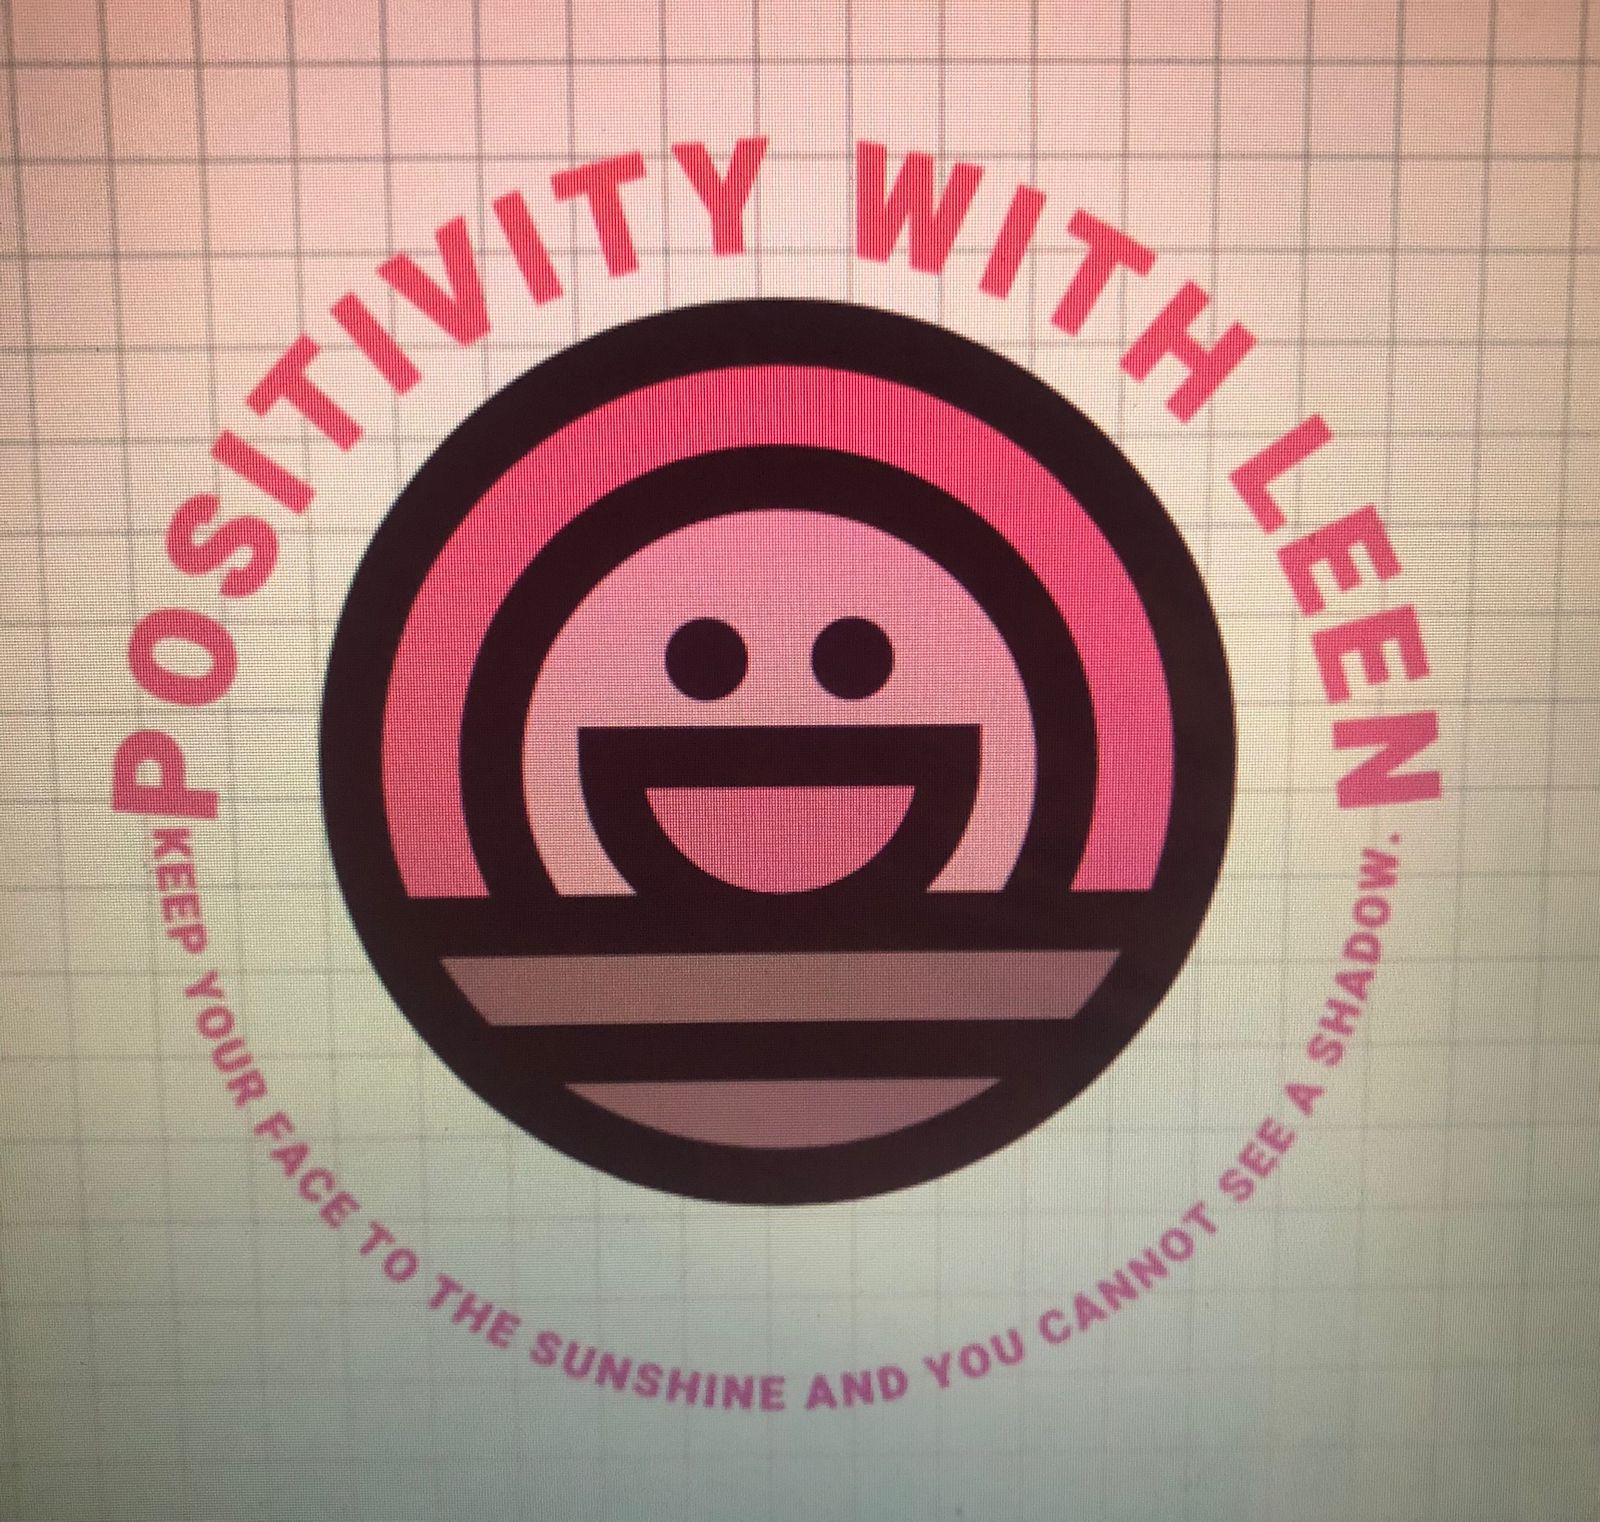 POSITIVITY WITH LEEN
KEEP YOUR FACE TO THE SUNSHINE AND YOU CANNOT SEE A SHADOW.